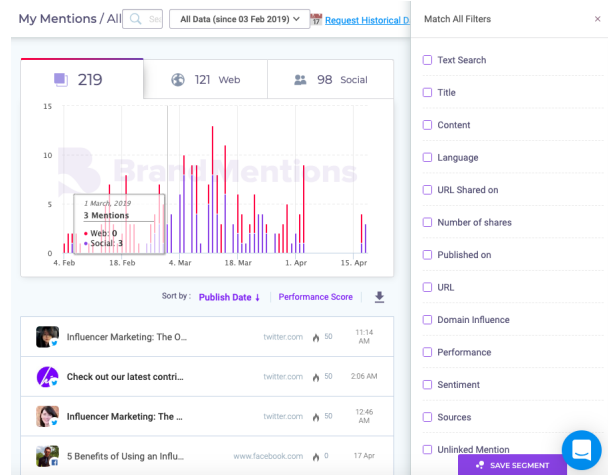 My Mentions / All
Sec
All Data (since 03 Feb 2019)
Request Historical D
219
121 Web
98 Social
15
10
5
0
BrandMentions
1 March, 2019
3 Mentions
Web: 0
Social: 3
4. Feb
18. Feb
4. Mar
18. Mar
1. Apr
15. Apr
Sort by: Publish Date ↓ Performance Score
Influencer Marketing: The O... twitter.com 50 11:14 AM
Check out our latest contri... twitter.com 50 2:06 AM
Influencer Marketing: The ... twitter.com 50 12:46 AM
5 Benefits of Using an Influ... www.facebook.com 0 17 Apr
Match All Filters ×
Text Search
Title
Content
Language
URL Shared on
Number of shares
Published on
URL
Domain Influence
Performance
Sentiment
Sources
Unlinked Mention
SAVE SEGMENT